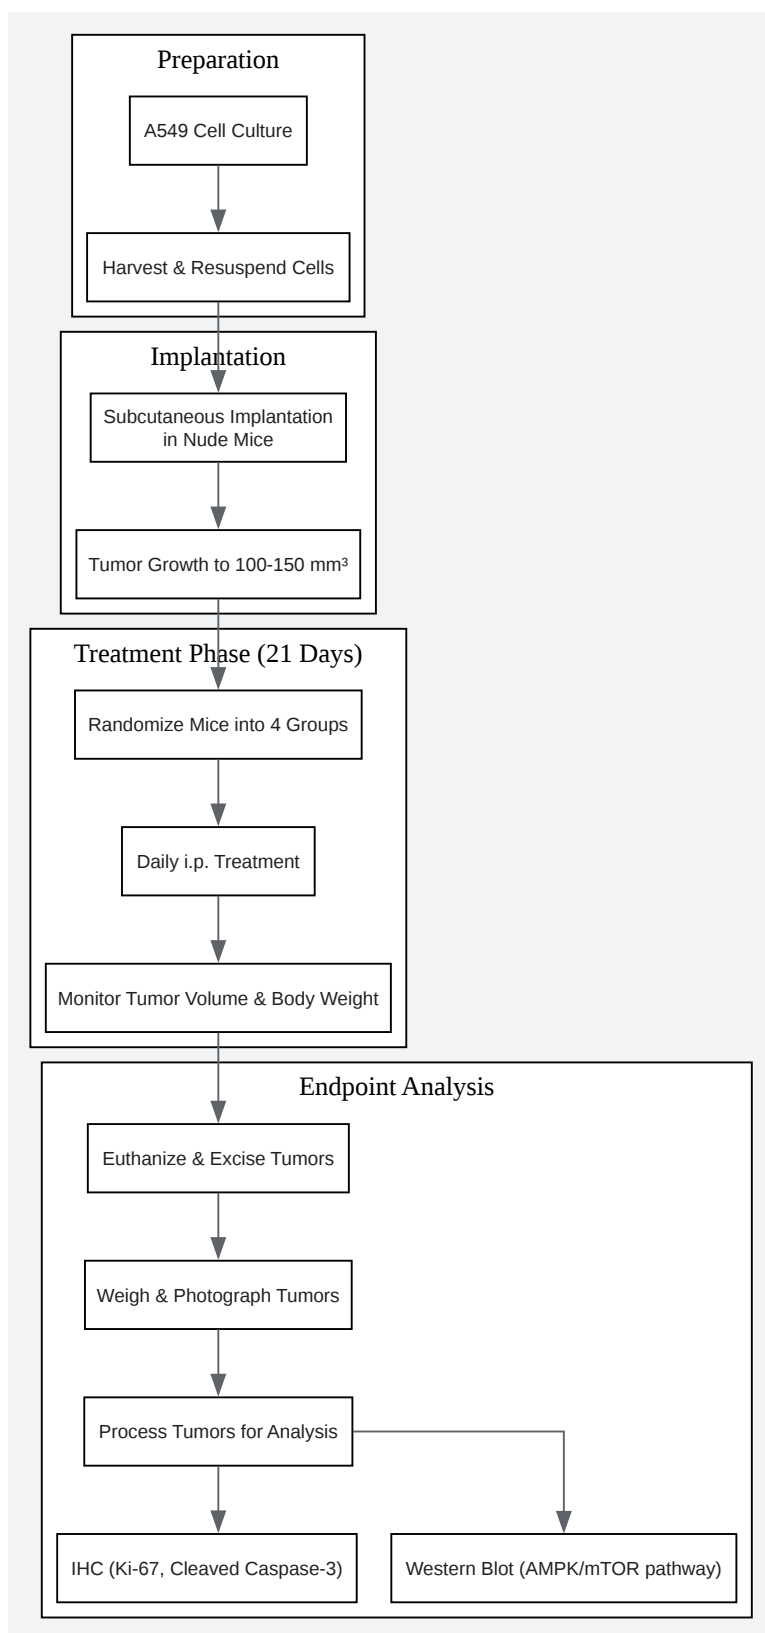 Preparation
A549 Cell Culture
Harvest & Resuspend Cells
Implantation
Subcutaneous Implantation
in Nude Mice
Tumor Growth to 100-150 mm³
Treatment Phase (21 Days)
Randomize Mice into 4 Groups
Daily i.p. Treatment
Monitor Tumor Volume & Body Weight
Endpoint Analysis
Euthanize & Excise Tumors
Weigh & Photograph Tumors
Process Tumors for Analysis
IHC (Ki-67, Cleaved Caspase-3)
Western Blot (AMPK/mTOR pathway)